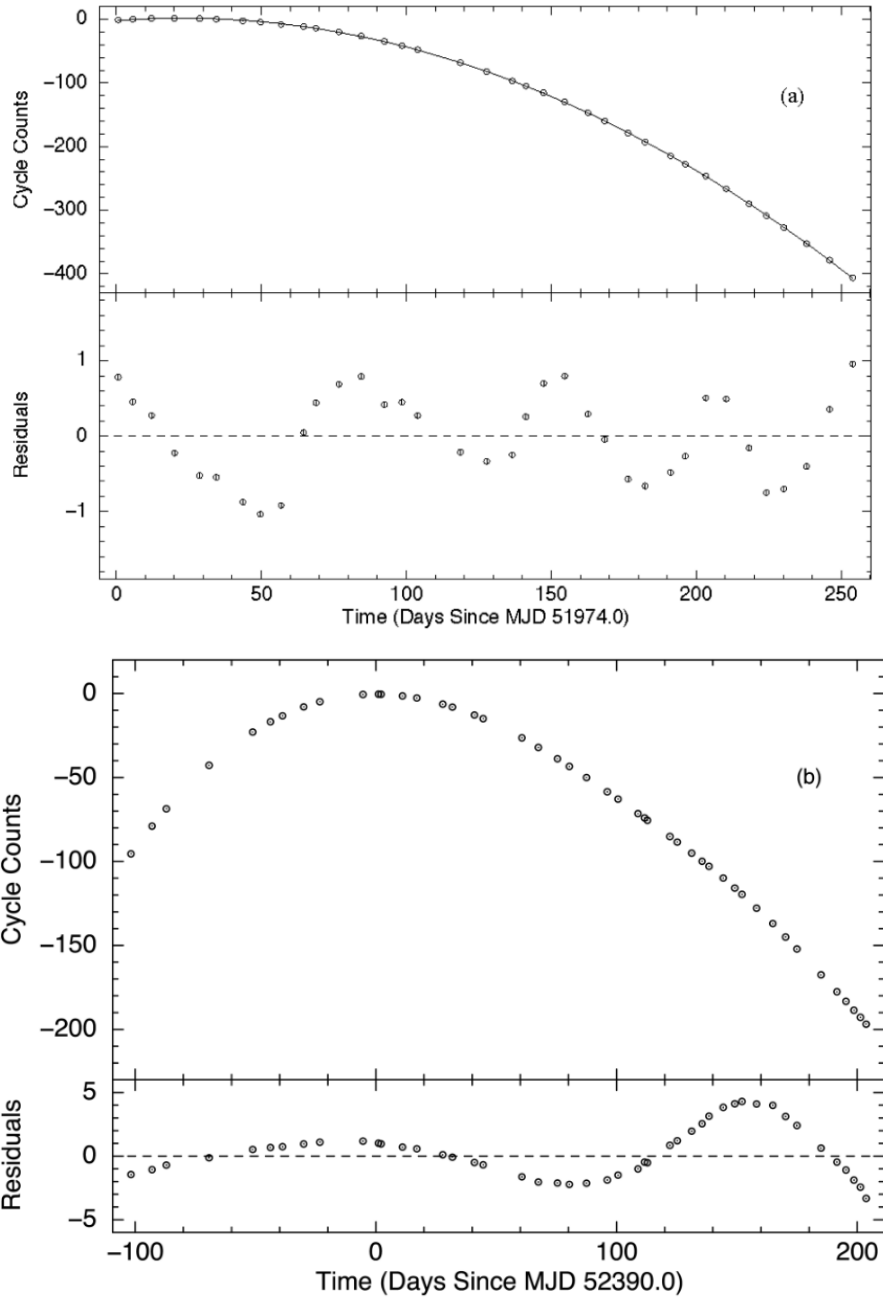 0
−100
−200
−300
−400
Cycle Counts
(a)
1
0
−1
Residuals
0 50 100 150 200 250
Time (Days Since MJD 51974.0)
0
−50
−100
−150
−200
Cycle Counts
(b)
5
0
−5
Residuals
−100 0 100 200
Time (Days Since MJD 52390.0)